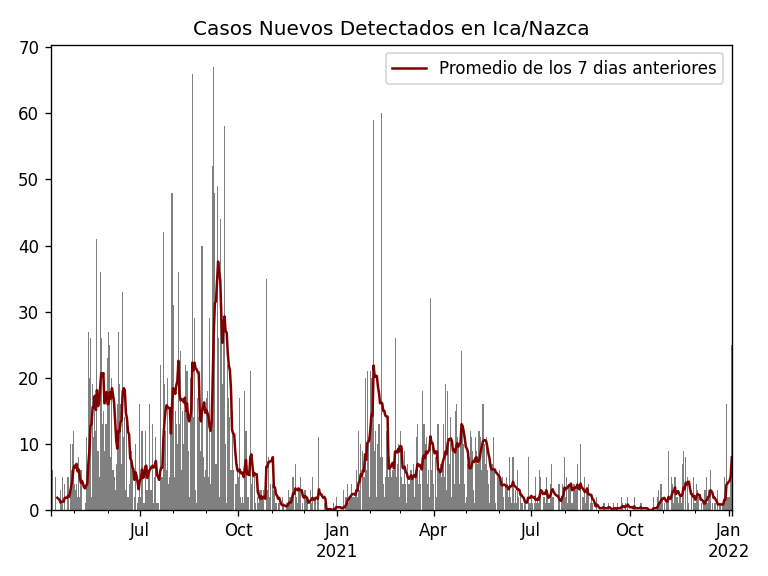 Casos Nuevos Detectados en Ica/Nazca
Promedio de los 7 dias anteriores
70
60
50
40
30
20
10
0
Jul
Oct
Jan
2021
Apr
Jul
Oct
Jan
2022